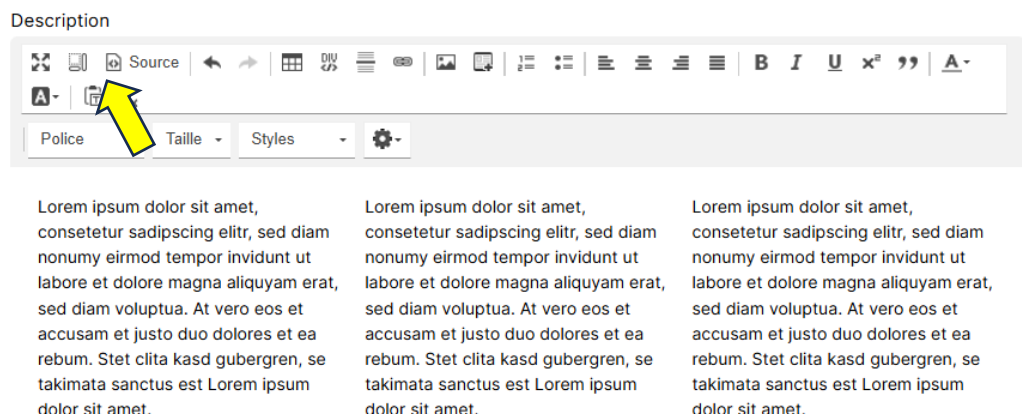 Description
Source
DIV
B I U x² A
A
T
Police Taille Styles
Lorem ipsum dolor sit amet,
consetetur sadipscing elitr, sed diam
nonumy eirmod tempor invidunt ut
labore et dolore magna aliquyam erat,
sed diam voluptua. At vero eos et
accusam et justo duo dolores et ea
rebum. Stet clita kasd gubergren, se
takimata sanctus est Lorem ipsum
dolor sit amet.
Lorem ipsum dolor sit amet,
consetetur sadipscing elitr, sed diam
nonumy eirmod tempor invidunt ut
labore et dolore magna aliquyam erat,
sed diam voluptua. At vero eos et
accusam et justo duo dolores et ea
rebum. Stet clita kasd gubergren, se
takimata sanctus est Lorem ipsum
dolor sit amet.
Lorem ipsum dolor sit amet,
consetetur sadipscing elitr, sed diam
nonumy eirmod tempor invidunt ut
labore et dolore magna aliquyam erat,
sed diam voluptua. At vero eos et
accusam et justo duo dolores et ea
rebum. Stet clita kasd gubergren, se
takimata sanctus est Lorem ipsum
dolor sit amet.